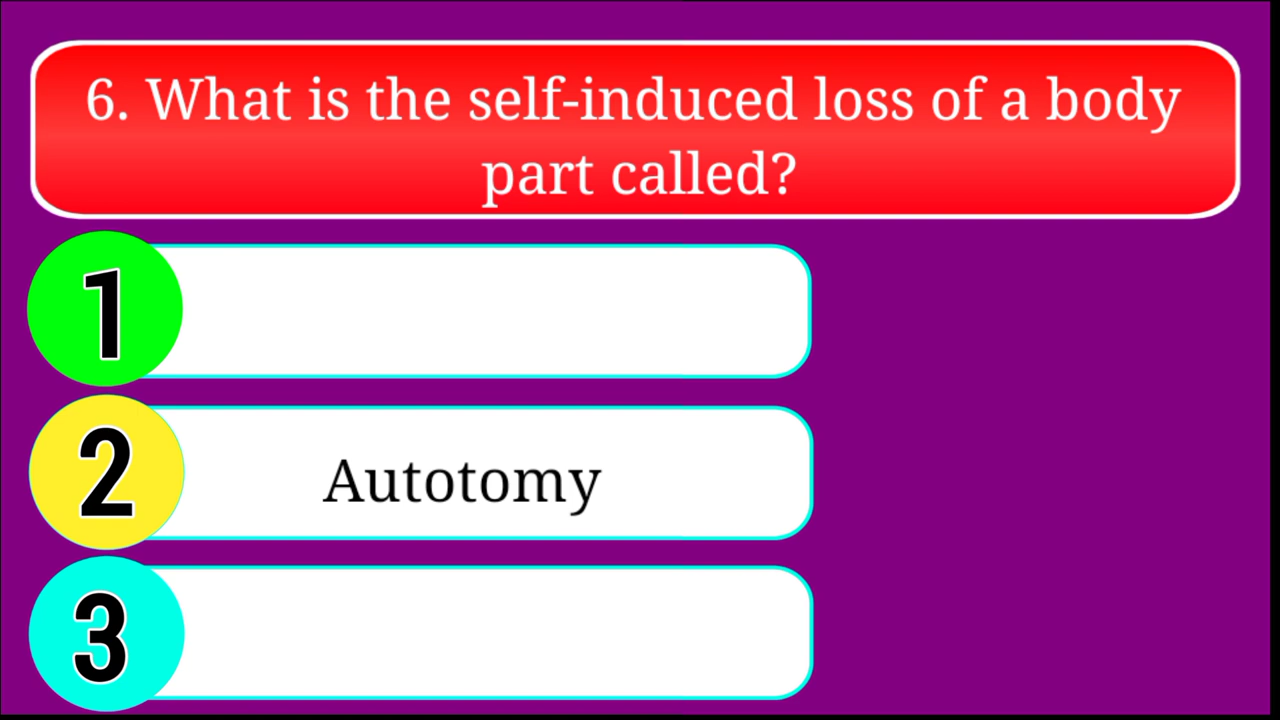 6. What is the self-induced loss of a body
part called?
1
2
Autotomy
3